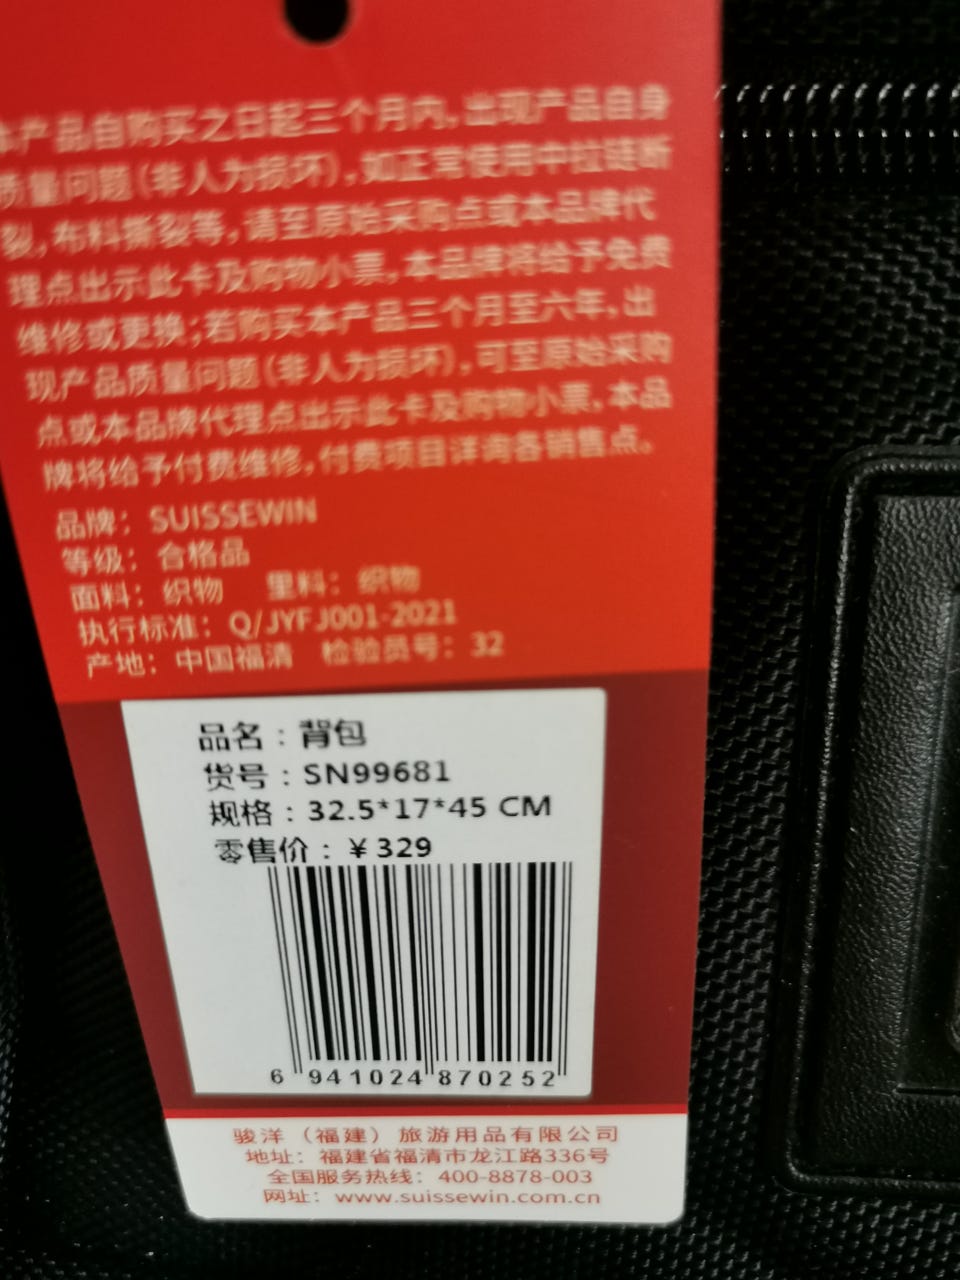 本产品自购买之日起三个月内，出现产品自身
质量问题（非人为损坏），如正常使用中拉链断
裂，布料撕裂等，请至原始采购点或本品牌代
理点出示此卡及购物小票，本品牌将给予免费
维修或更换；若购买本产品三个月至六年，出
现产品质量问题（非人为损坏），可至原始采购
点或本品牌代理点出示此卡及购物小票，本品
牌将给予付费维修，付费项目详询各销售点。
品牌：SUISSEWIN
等级：合格品
面料：织物 里料：织物
执行标准：Q/JYFJ001-2021
产地：中国福清 检验员号：32
品名：背包
货号：SN99681
规格：32.5*17*45 CM
零售价：￥329
6 941024 870252
骏洋（福建）旅游用品有限公司
地址：福建省福清市龙江路336号
全国服务热线：400-8878-003
网址：www.suissewin.com.cn